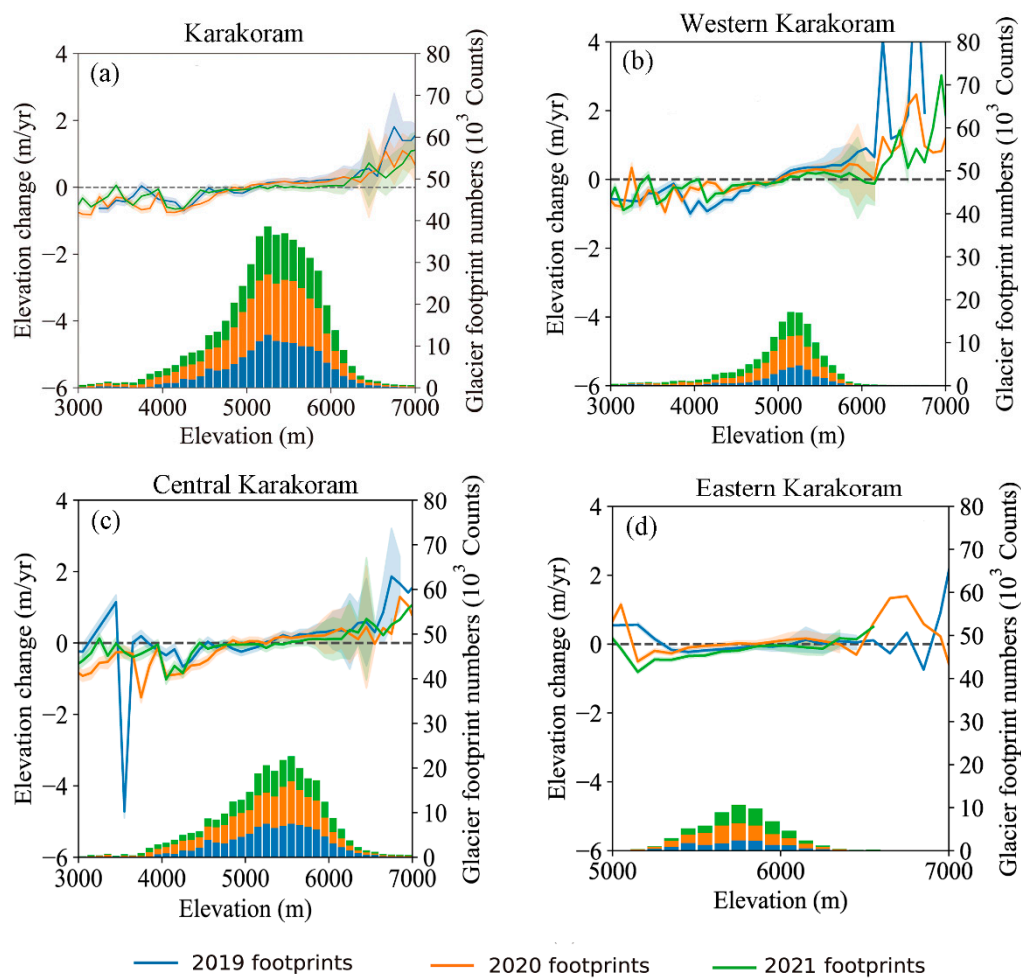 Karakoram
(a)
Elevation change (m/yr)
4
2
0
−2
−4
−6
80
70
60
50
40
30
20
10
0
Glacier footprint numbers (10³ Counts)
3000 4000 5000 6000 7000
Elevation (m)
Western Karakoram
(b)
Elevation change (m/yr)
4
2
0
−2
−4
−6
80
70
60
50
40
30
20
10
0
Glacier footprint numbers (10³ Counts)
3000 4000 5000 6000 7000
Elevation (m)
Central Karakoram
(c)
Elevation change (m/yr)
4
2
0
−2
−4
−6
80
70
60
50
40
30
20
10
0
Glacier footprint numbers (10³ Counts)
3000 4000 5000 6000 7000
Elevation (m)
Eastern Karakoram
(d)
Elevation change (m/yr)
4
2
0
−2
−4
−6
80
70
60
50
40
30
20
10
0
Glacier footprint numbers (10³ Counts)
5000 6000 7000
Elevation (m)
2019 footprints 2020 footprints 2021 footprints